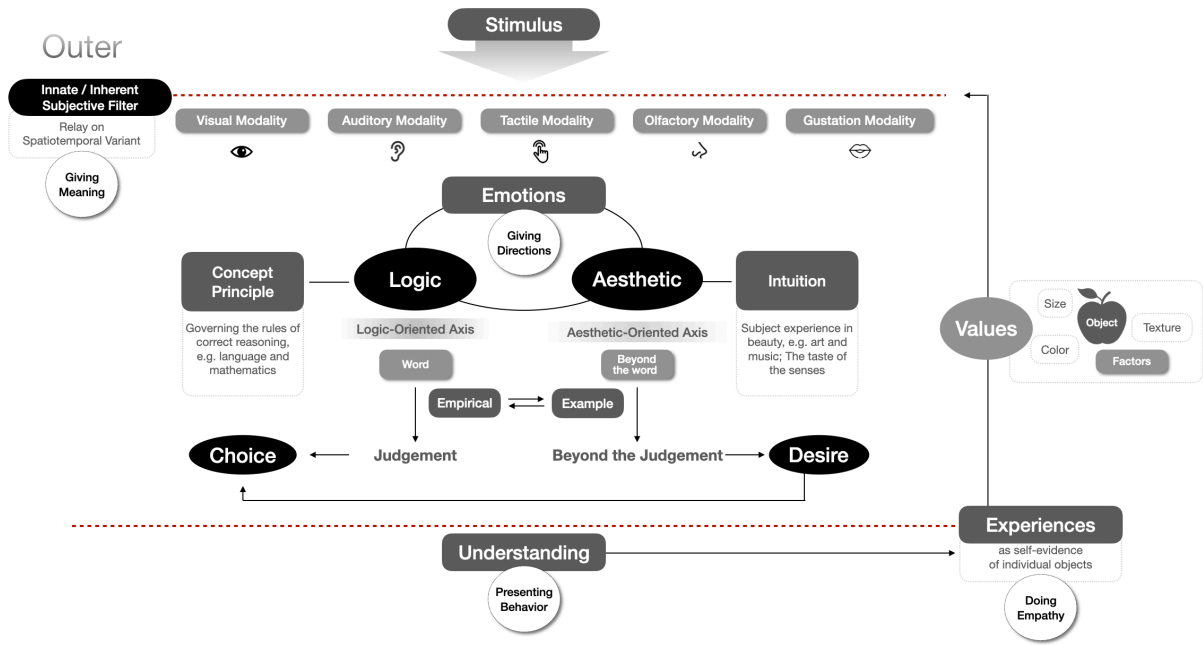 Stimulus
Outer
Innate / Inherent
Subjective Filter
Relay on
Spatiotemporal Variant
Giving
Meaning
Visual Modality
Auditory Modality
Tactile Modality
Olfactory Modality
Gustation Modality
Emotions
Giving
Directions
Concept
Principle
Governing the rules of
correct reasoning,
e.g. language and
mathematics
Logic
Aesthetic
Intuition
Subject experience in
beauty, e.g. art and
music; The taste of
the senses
Logic-Oriented Axis
Aesthetic-Oriented Axis
Word
Beyond
the word
Empirical
Example
Choice
Judgement
Beyond the Judgement
Desire
Values
Size
Object
Texture
Color
Factors
Experiences
as self-evidence
of individual objects
Doing
Empathy
Understanding
Presenting
Behavior